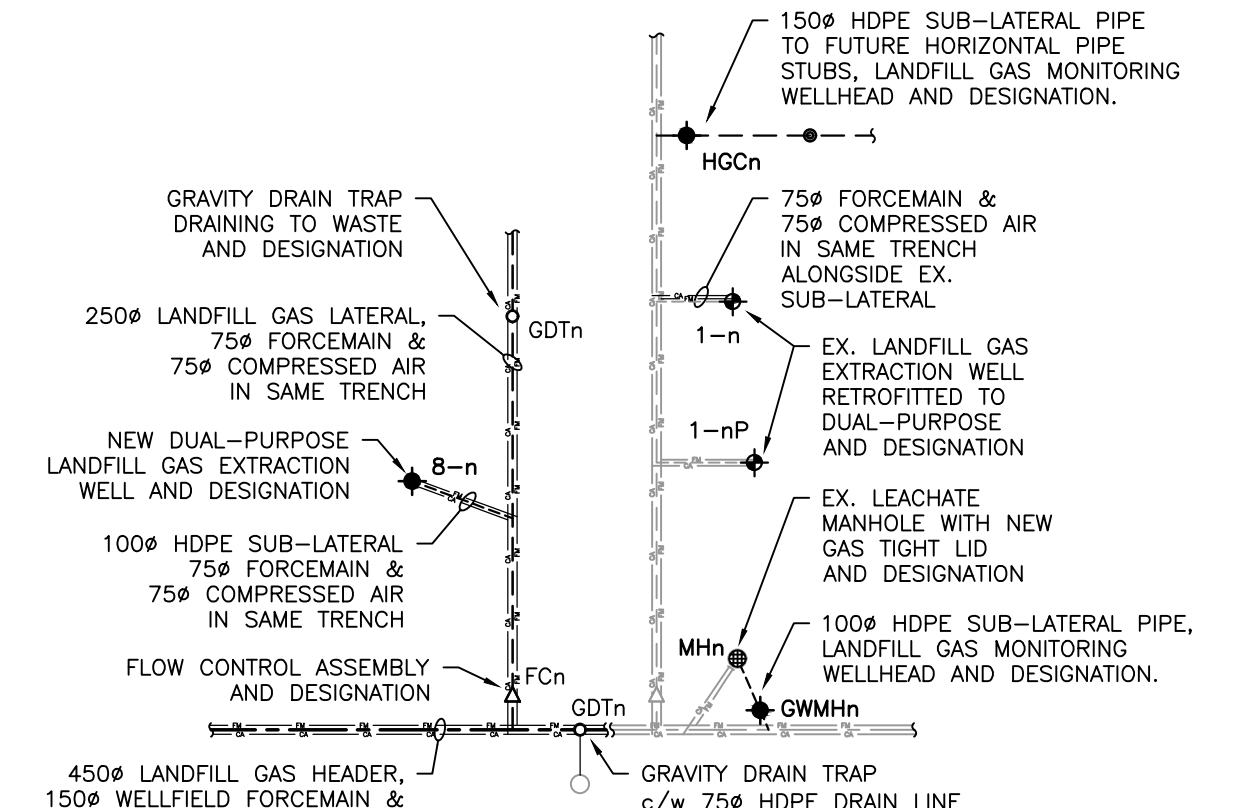 150ø HDPE SUB-LATERAL PIPE
TO FUTURE HORIZONTAL PIPE
STUBS, LANDFILL GAS MONITORING
WELLHEAD AND DESIGNATION.
HGCn
GRAVITY DRAIN TRAP
DRAINING TO WASTE
AND DESIGNATION
GDTn
75ø FORCEMAIN &
75ø COMPRESSED AIR
IN SAME TRENCH
ALONGSIDE EX.
SUB-LATERAL
1-n
250ø LANDFILL GAS LATERAL,
75ø FORCEMAIN &
75ø COMPRESSED AIR
IN SAME TRENCH
EX. LANDFILL GAS
EXTRACTION WELL
RETROFITTED TO
DUAL-PURPOSE
AND DESIGNATION
1-nP
NEW DUAL-PURPOSE
LANDFILL GAS EXTRACTION
WELL AND DESIGNATION
8-n
EX. LEACHATE
MANHOLE WITH NEW
GAS TIGHT LID
AND DESIGNATION
100ø HDPE SUB-LATERAL
75ø FORCEMAIN &
75ø COMPRESSED AIR
IN SAME TRENCH
100ø HDPE SUB-LATERAL PIPE,
LANDFILL GAS MONITORING
WELLHEAD AND DESIGNATION.
MHn
GWMHn
FLOW CONTROL ASSEMBLY
AND DESIGNATION
FCn
GDTn
450ø LANDFILL GAS HEADER,
150ø WELLFIELD FORCEMAIN &
GRAVITY DRAIN TRAP
c/w 75ø HDPE DRAIN LINE